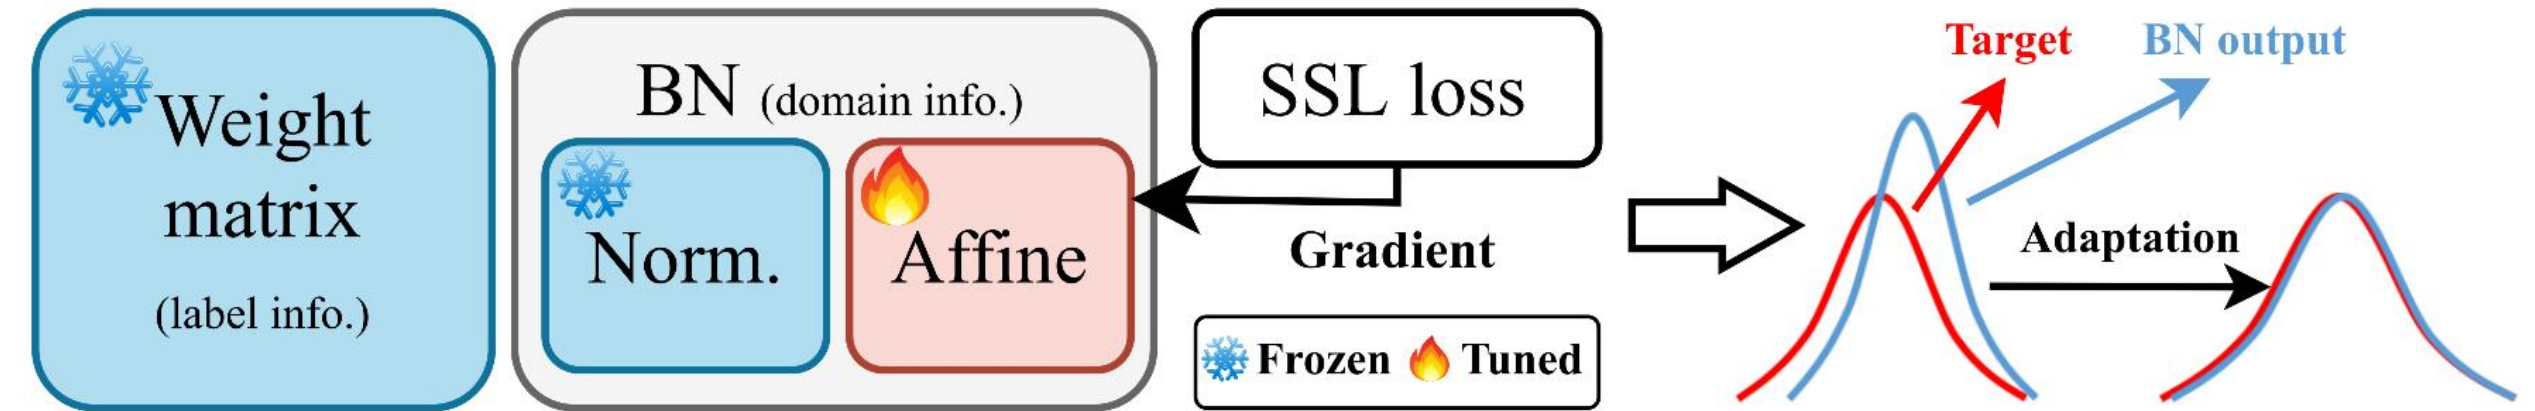 Weight
matrix
(label info.)
BN (domain info.)
Norm.
Affine
SSL loss
Gradient
Frozen Tuned
Target
BN output
Adaptation